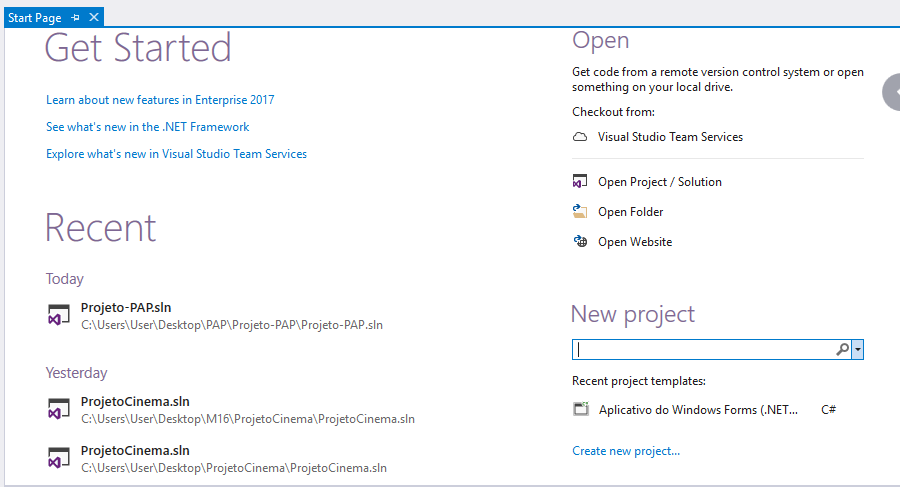 Start Page
Get Started
Learn about new features in Enterprise 2017
See what's new in the .NET Framework
Explore what's new in Visual Studio Team Services
Recent
Today
Projeto-PAP.sln
C:\Users\User\Desktop\PAP\Projeto-PAP\Projeto-PAP.sln
Yesterday
ProjetoCinema.sln
C:\Users\User\Desktop\M16\ProjetoCinema\ProjetoCinema.sln
ProjetoCinema.sln
C:\Users\User\Desktop\ProjetoCinema\ProjetoCinema.sln
Open
Get code from a remote version control system or open
something on your local drive.
Checkout from:
Visual Studio Team Services
Open Project / Solution
Open Folder
Open Website
New project
Recent project templates:
Aplicativo do Windows Forms (.NET... C#
Create new project...